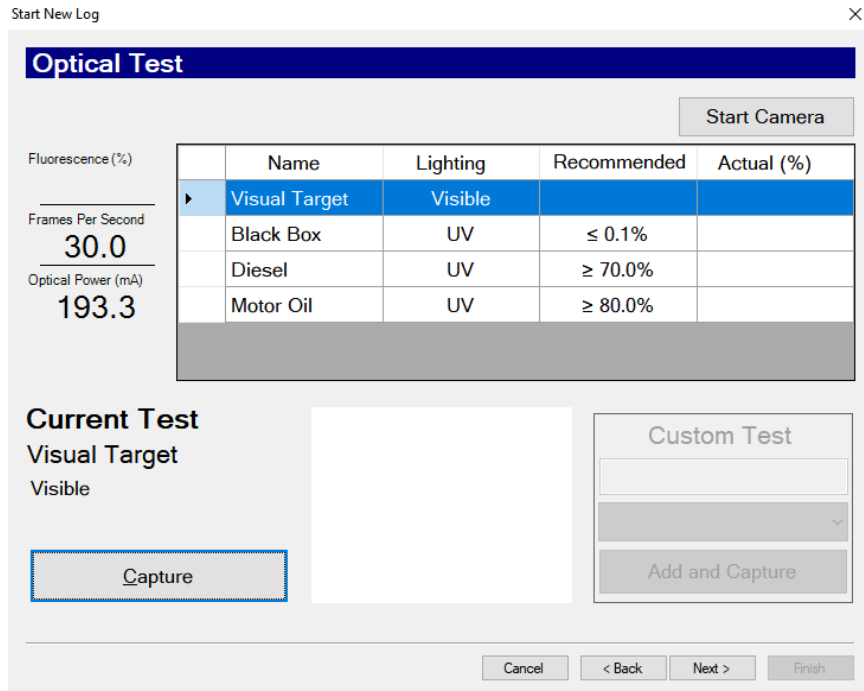 Start New Log
Optical Test
Start Camera
Fluorescence (%)
Frames Per Second
30.0
Optical Power (mA)
193.3
Name Lighting Recommended Actual (%)
Visual Target Visible
Black Box UV ≤ 0.1%
Diesel UV ≥ 70.0%
Motor Oil UV ≥ 80.0%
Current Test
Visual Target
Visible
Capture
Custom Test
Add and Capture
Cancel < Back Next > Finish